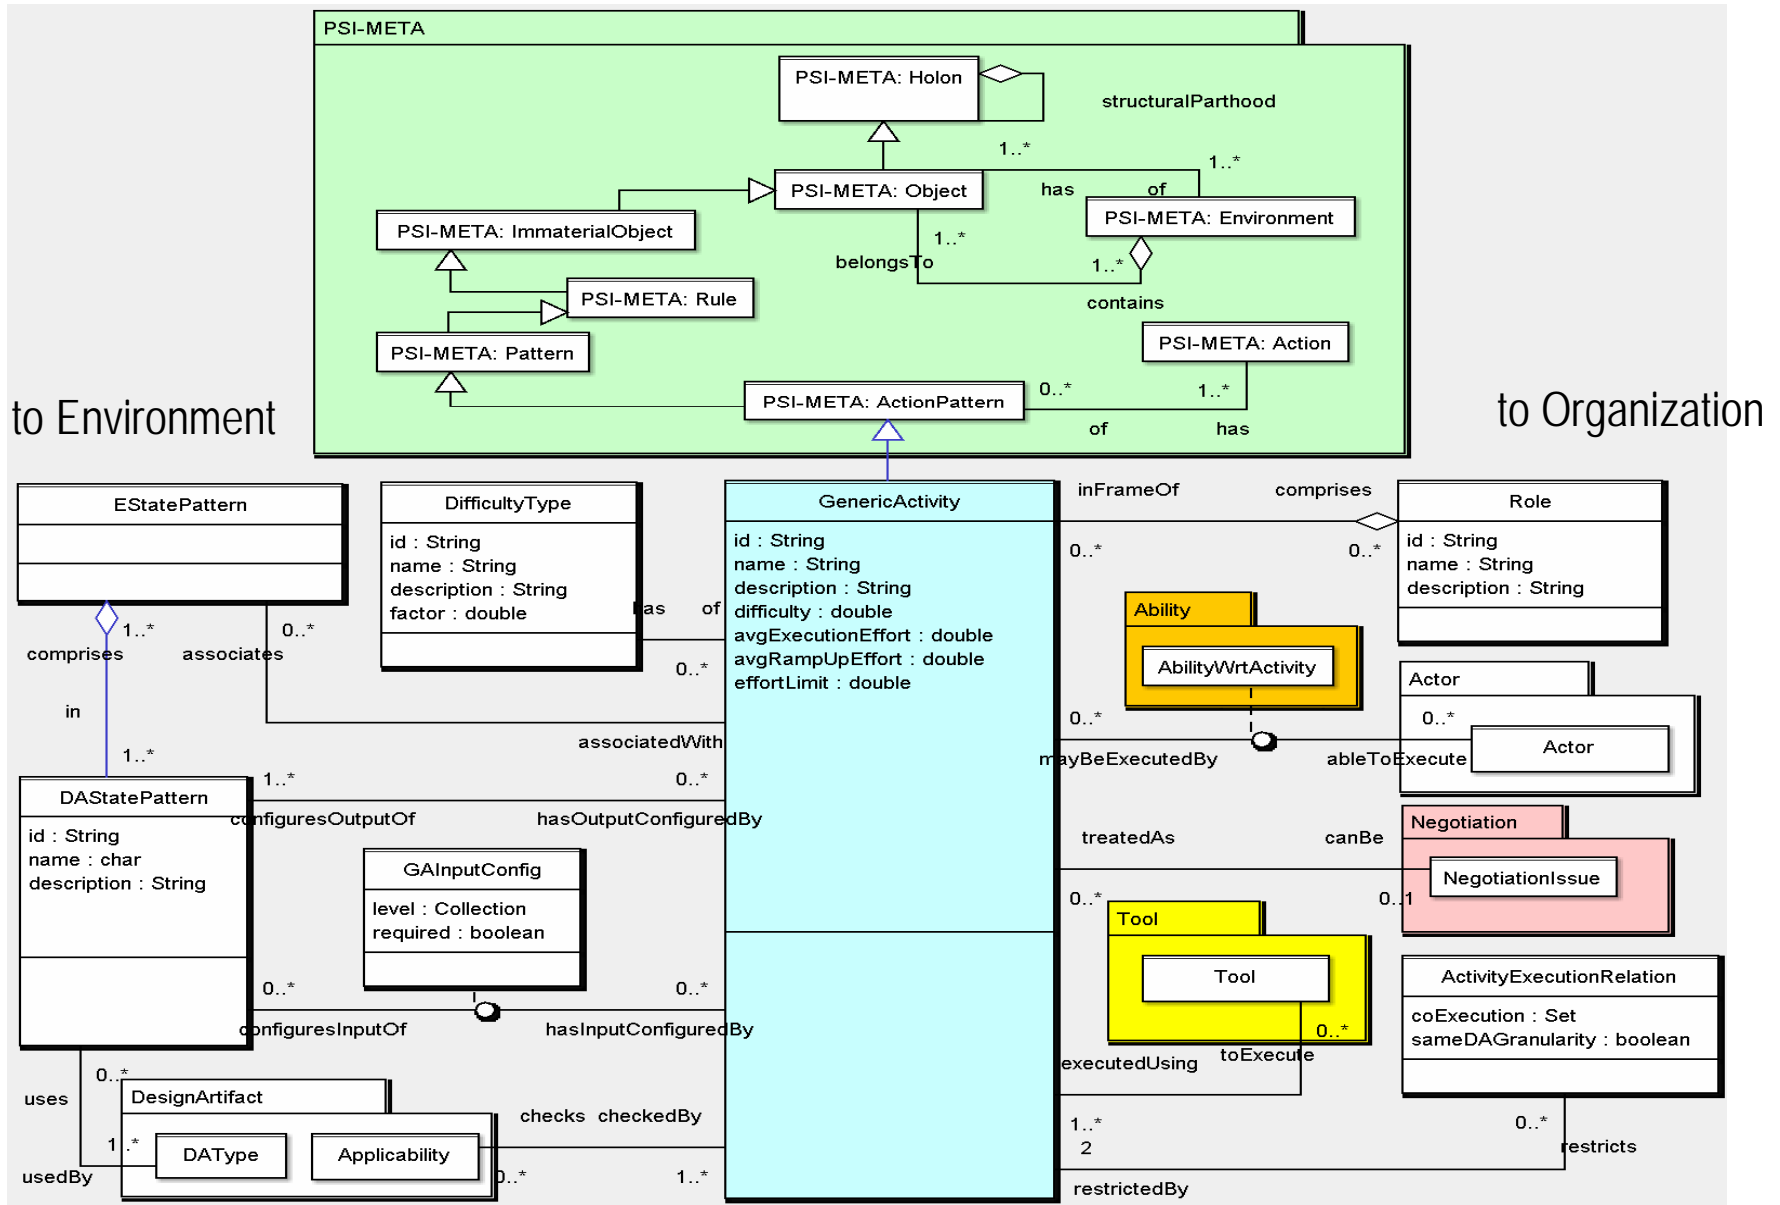 PSI-META
PSI-META: Holon
structuralParthood
1..*
1..*
PSI-META: Object
has
of
PSI-META: ImmaterialObject
PSI-META: Environment
1..*
belongsTo
1..*
contains
PSI-META: Rule
PSI-META: Pattern
PSI-META: Action
PSI-META: ActionPattern
0..*
1..*
of
has
to Environment
to Organization
EStatePattern
DifficultyType
id : String
name : String
description : String
factor : double
GenericActivity
id : String
name : String
description : String
difficulty : double
avgExecutionEffort : double
avgRampUpEffort : double
effortLimit : double
inFrameOf
comprises
0..*
0..*
Role
id : String
name : String
description : String
has
of
0..*
1..*
0..*
comprises
associates
in
1..*
associatedWith
Ability
AbilityWrtActivity
0..*
mayBeExecutedBy
ableToExecute
Actor
0..*
Actor
DAStatePattern
id : String
name : char
description : String
1..*
0..*
configuresOutputOf
hasOutputConfiguredBy
GAInputConfig
level : Collection
required : boolean
treatedAs
canBe
0..*
0..1
Negotiation
NegotiationIssue
0..*
0..*
configuresInputOf
hasInputConfiguredBy
Tool
Tool
0..*
toExecute
executedUsing
1..*
ActivityExecutionRelation
coExecution : Set
sameDAGranularity : boolean
0..*
uses
1..*
usedBy
DesignArtifact
DAType
Applicability
checks
checkedBy
0..*
1..*
2
0..*
restricts
restrictedBy